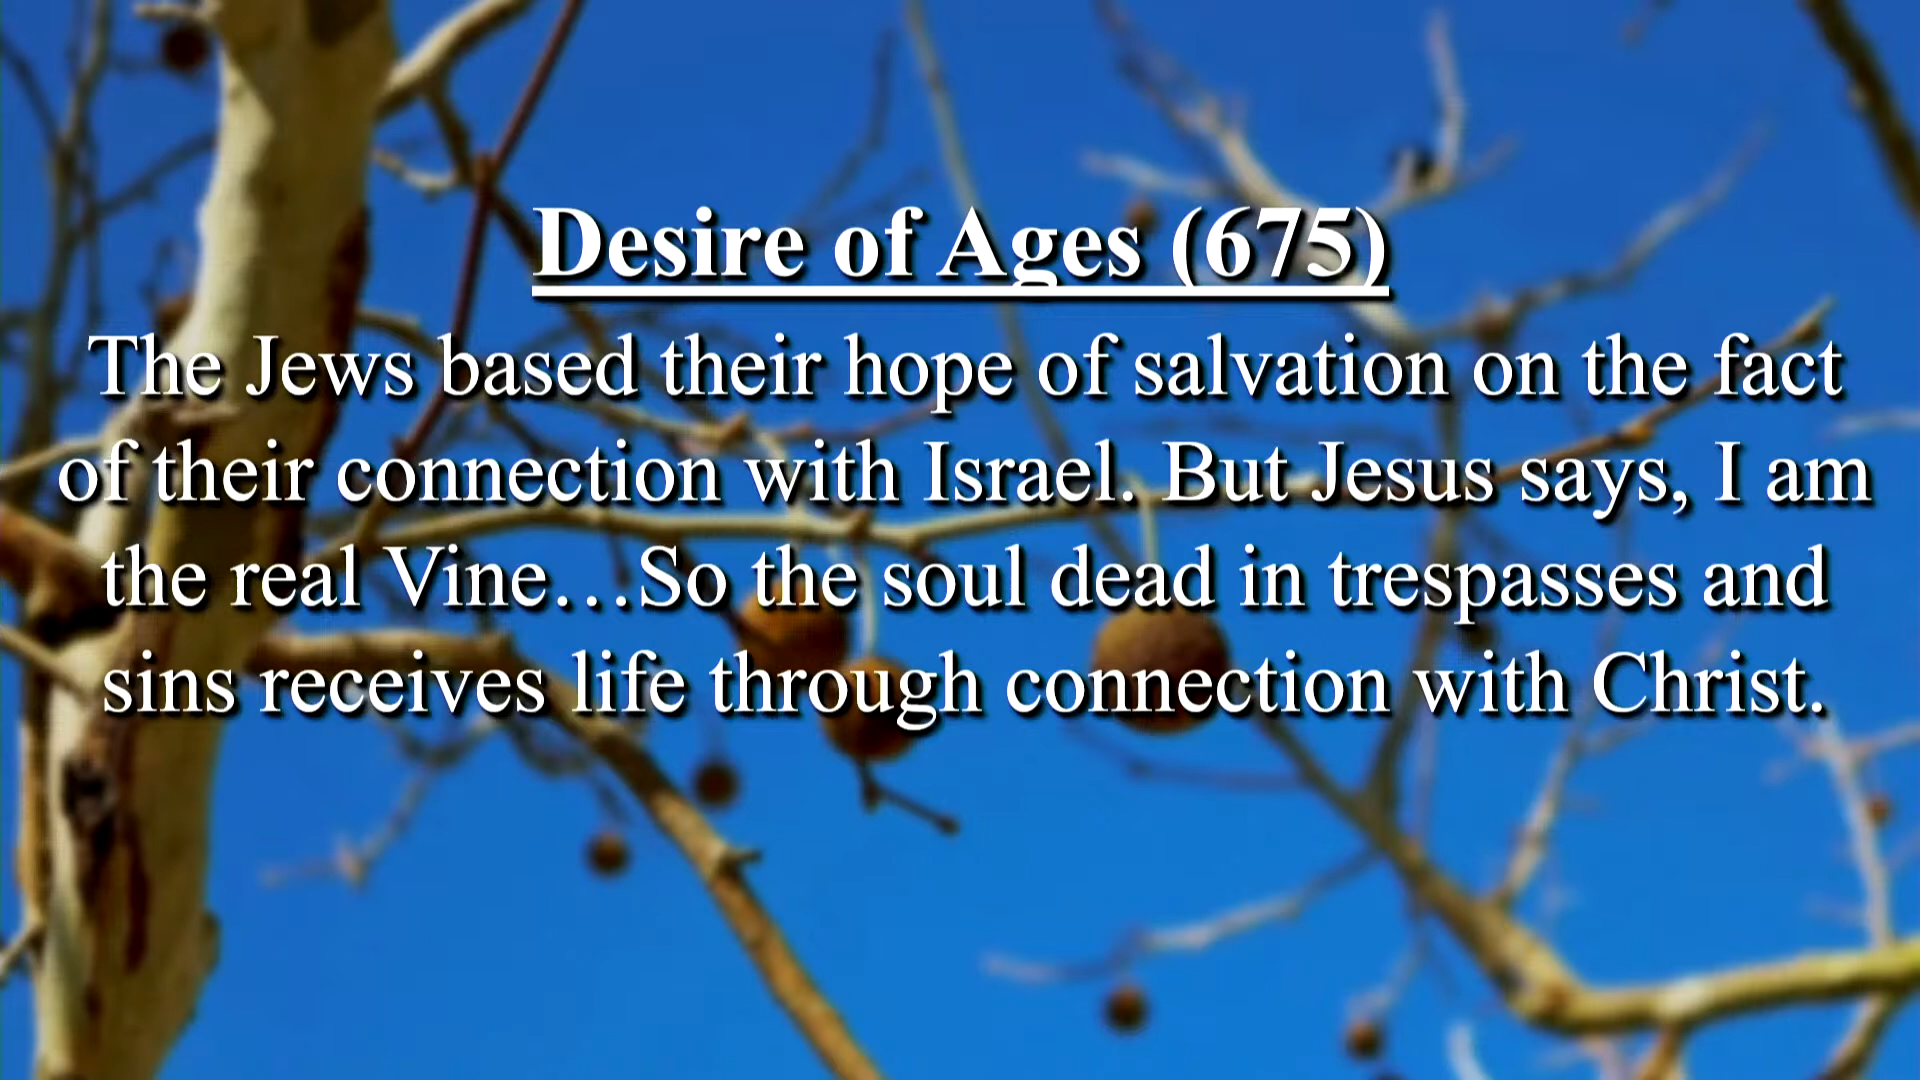 Desire of Ages (675)
The Jews based their hope of salvation on the fact
of their connection with Israel. But Jesus says, I am
the real Vine…So the soul dead in trespasses and
sins receives life through connection with Christ.